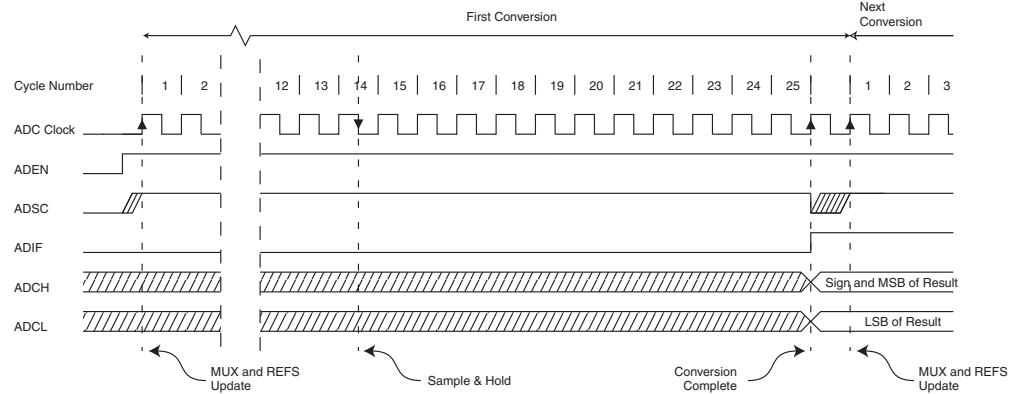 First Conversion
Next
Conversion
Cycle Number 1 2 12 13 14 15 16 17 18 19 20 21 22 23 24 25 1 2 3
ADC Clock
ADEN
ADSC
ADIF
ADCH Sign and MSB of Result
ADCL LSB of Result
MUX and REFS
Update
Sample & Hold
Conversion
Complete
MUX and REFS
Update